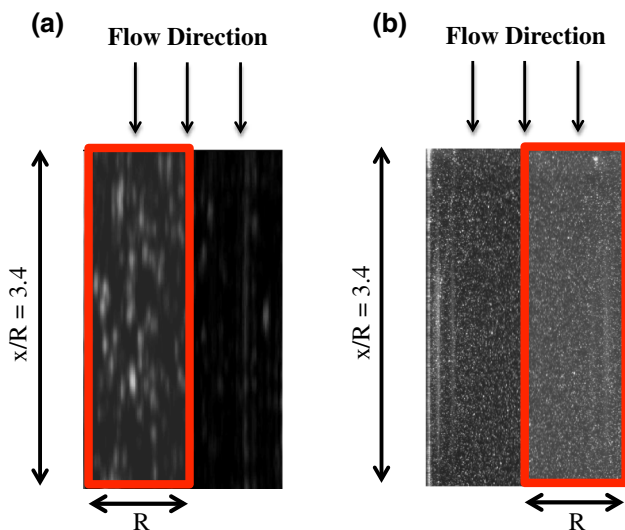 (a)
Flow Direction
x/R = 3.4
R
(b)
Flow Direction
x/R = 3.4
R